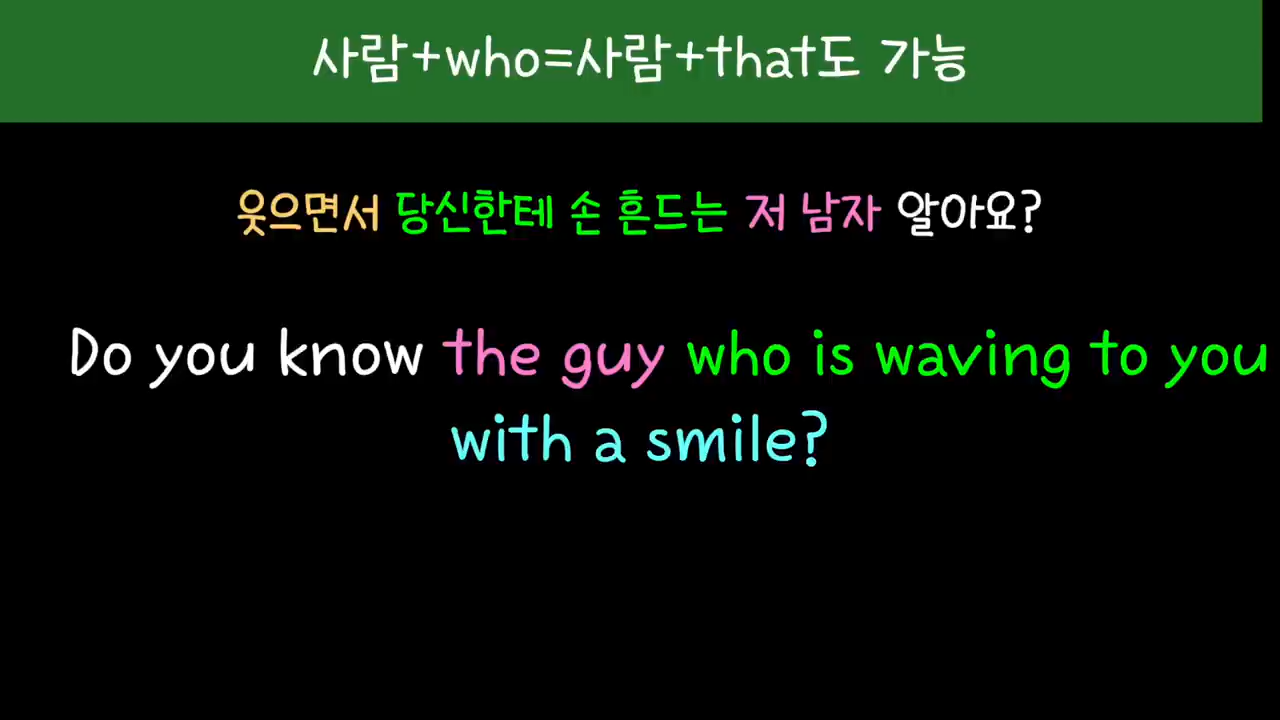 사람+who=사람+that도 가능
웃으면서 당신한테 손 흔드는 저 남자 알아요?
Do you know the guy who is waving to you
with a smile?